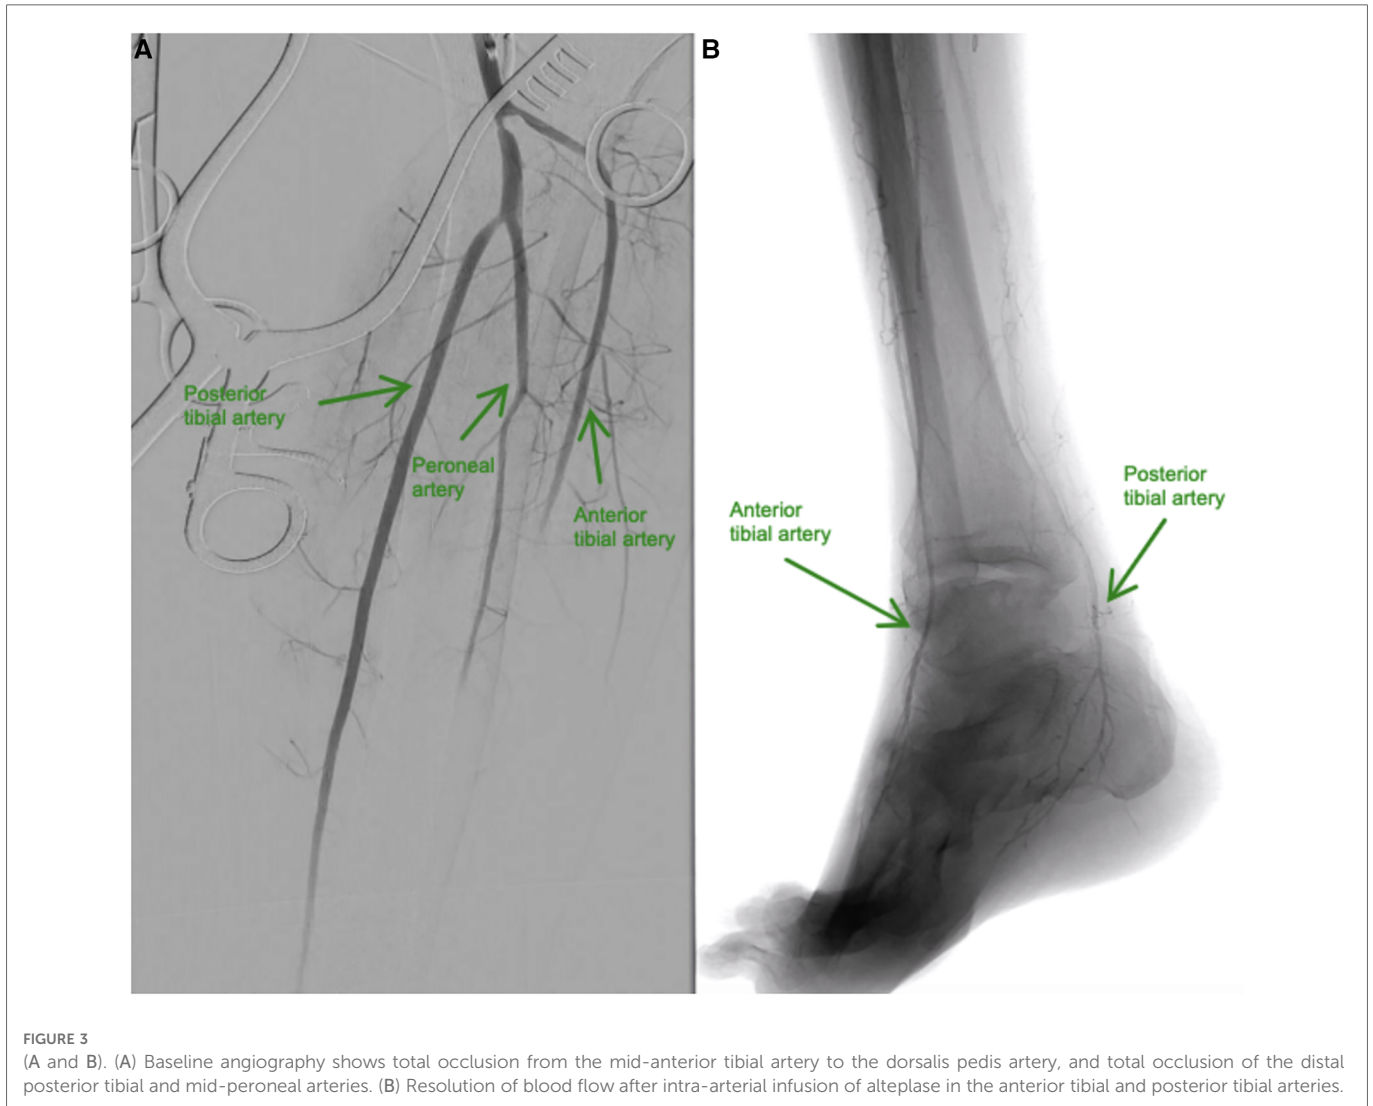 A
B
Posterior
tibial artery
Peroneal
artery
Anterior
tibial artery
Anterior
tibial artery
Posterior
tibial artery
FIGURE 3
(A and B). (A) Baseline angiography shows total occlusion from the mid-anterior tibial artery to the dorsalis pedis artery, and total occlusion of the distal
posterior tibial and mid-peroneal arteries. (B) Resolution of blood flow after intra-arterial infusion of alteplase in the anterior tibial and posterior tibial arteries.